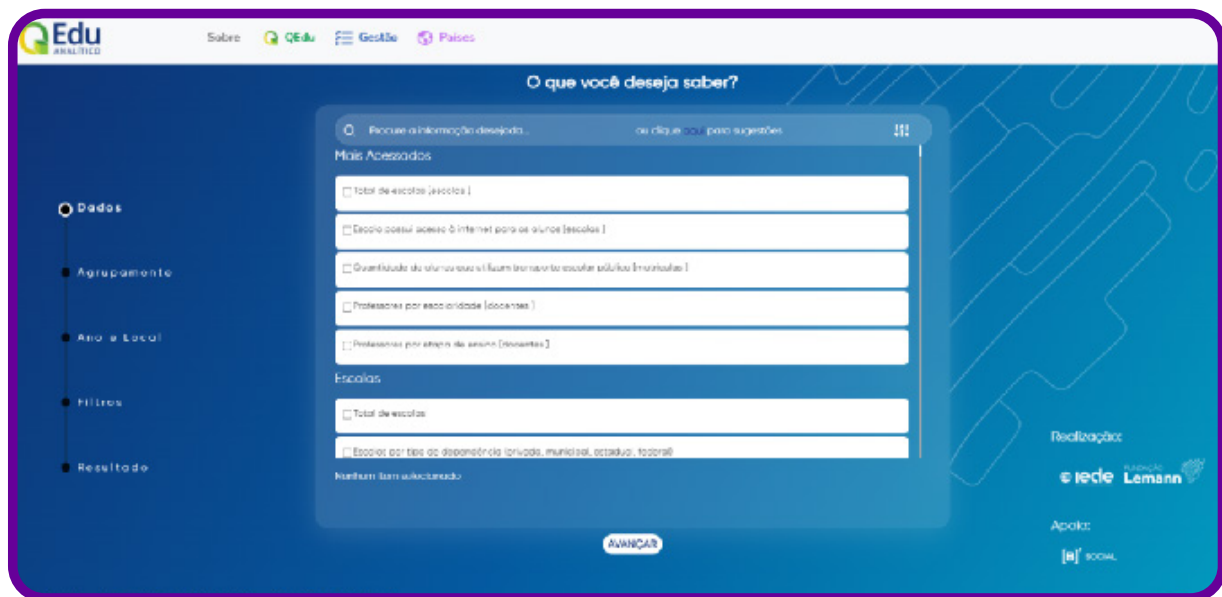 QEdu
ANALÍTICO
Sobre QEdu Gestão Países
O que você deseja saber?
Procure a informação desejada... ou clique aqui para sugestões
Mais Acessados
Total de escolas [escolas ]
Escola possui acesso à internet para os alunos [escolas ]
Quantidade de alunos que utilizam transporte escolar público [matrículas ]
Professores por escolaridade [docentes ]
Professores por etapa de ensino [docentes ]
Escolas
Total de escolas
Escolas por tipo de dependência (privada, municipal, estadual, federal)
Nenhum item selecionado
AVANÇAR
Dados
Agrupamento
Ano e Local
Filtros
Resultado
Realização:
iede
FUNDAÇÃO
Lemann
Apoio:
[B]³ SOCIAL